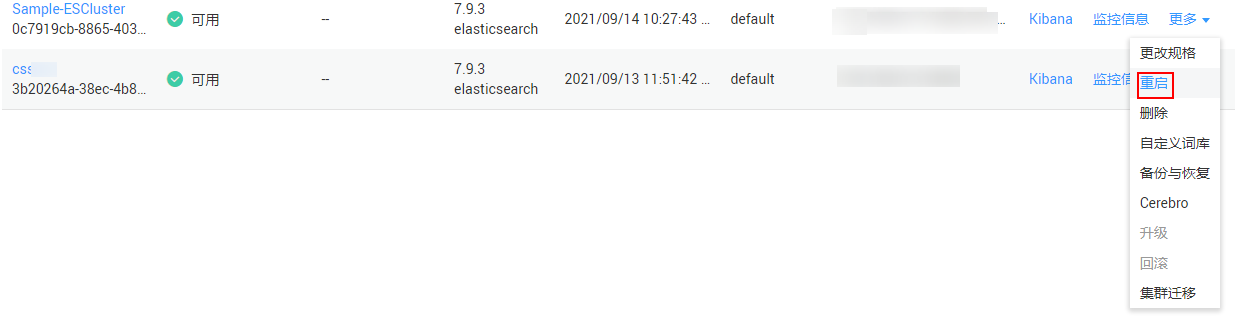 Sample-ESCluster
0c7919cb-8865-403...
可用
--
7.9.3
elasticsearch
2021/09/14 10:27:43 ...
default
...
Kibana
监控信息
更多
css
3b20264a-38ec-4b8...
可用
--
7.9.3
elasticsearch
2021/09/13 11:51:42 ...
default
Kibana
监控信
更改规格
重启
删除
自定义词库
备份与恢复
Cerebro
升级
回滚
集群迁移